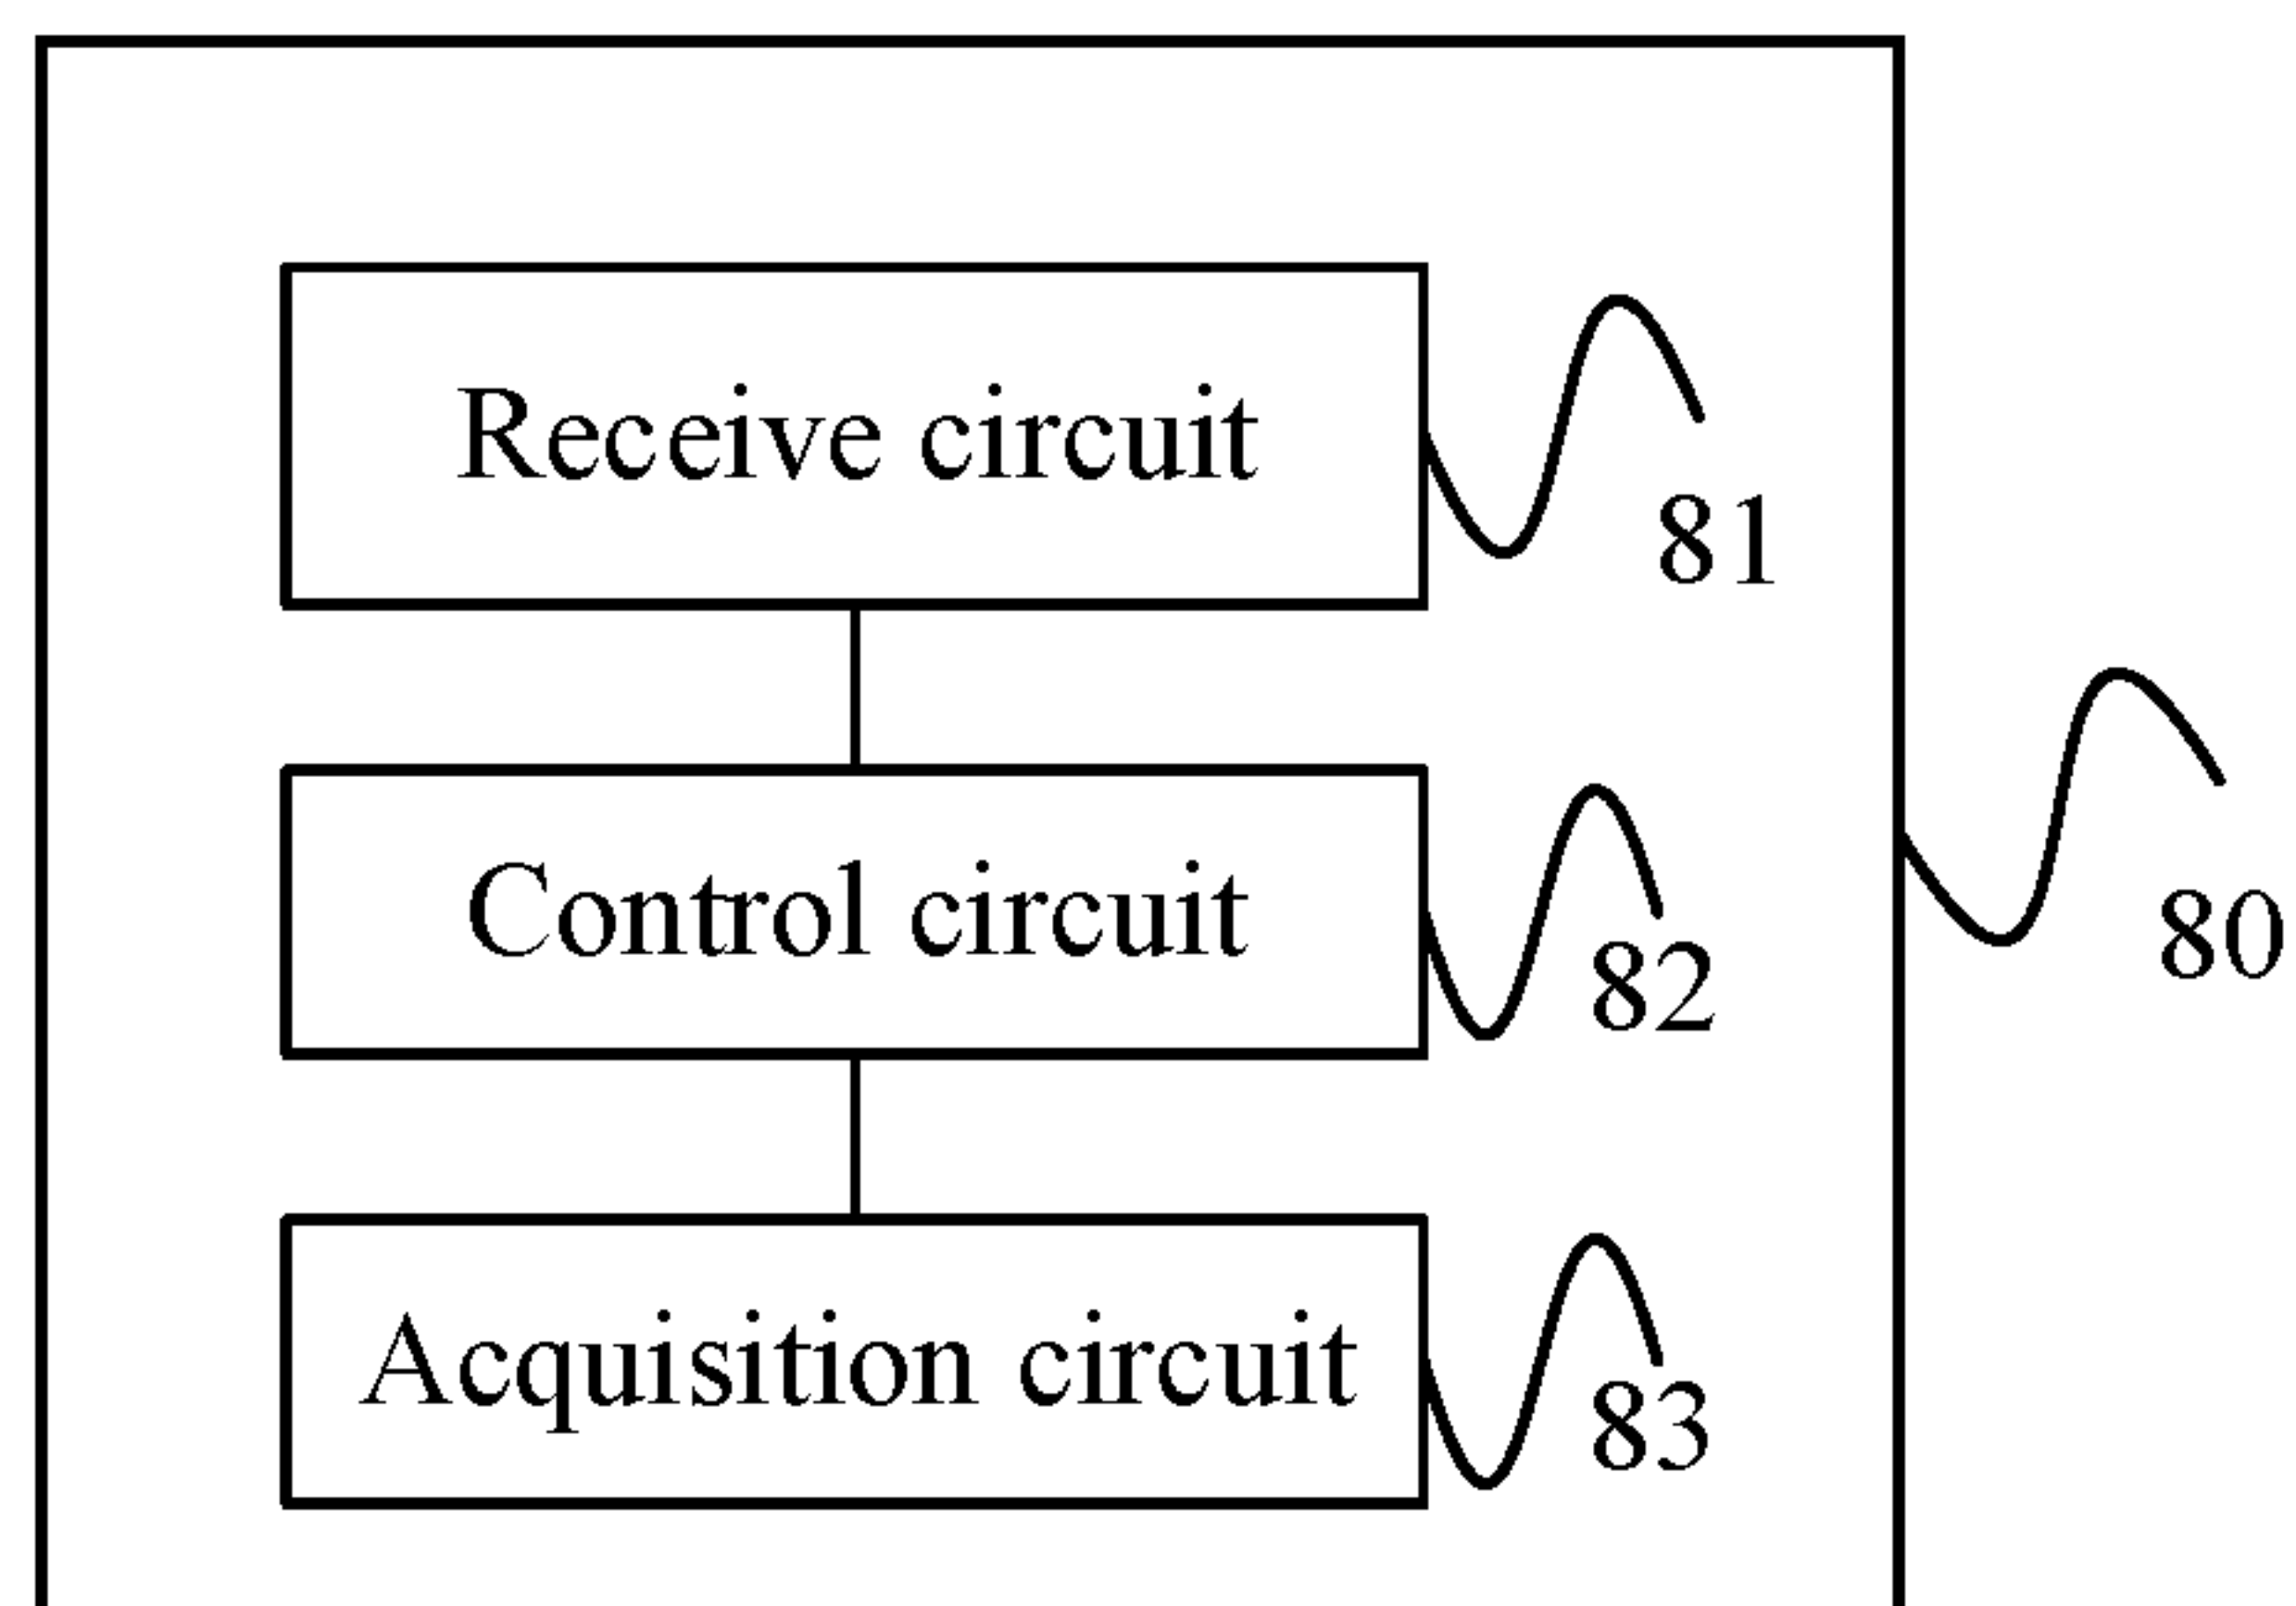 Receive circuit
81
80
Control circuit
82
Acquisition circuit
83